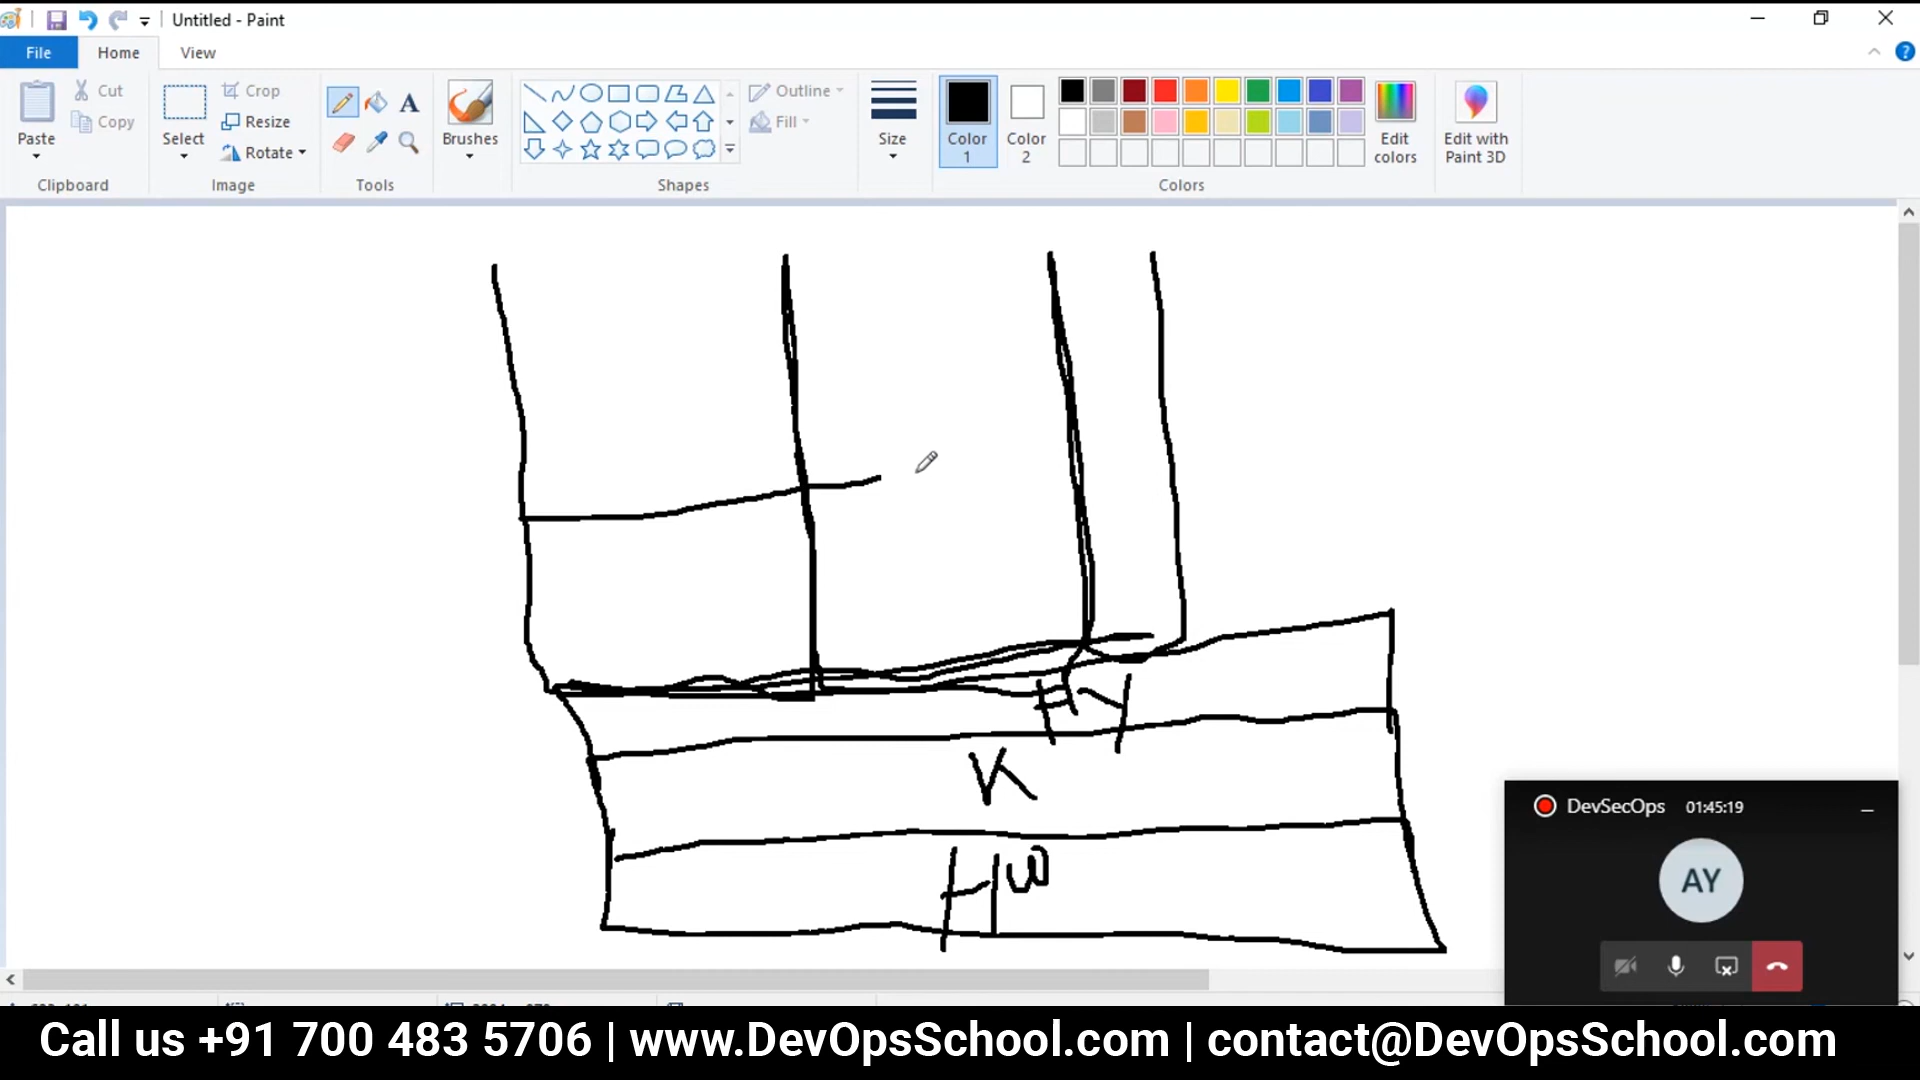 Untitled - Paint
File Home View
Paste
Cut
Copy
Clipboard
Select
Crop
Resize
Rotate
Image
A
Tools
Brushes
Shapes
Outline
Fill
Size
Color 1
Color 2
Edit colors
Edit with Paint 3D
Colors
HY
K
HW
DevSecOps 01:45:19
AY
Call us +91 700 483 5706 | www.DevOpsSchool.com | contact@DevOpsSchool.com